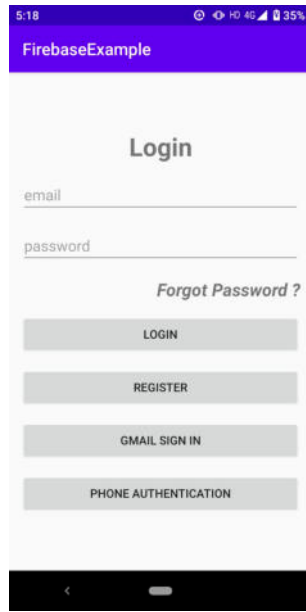 5:18 HD 4G 35%
FirebaseExample
Login
email
password
Forgot Password ?
LOGIN
REGISTER
GMAIL SIGN IN
PHONE AUTHENTICATION